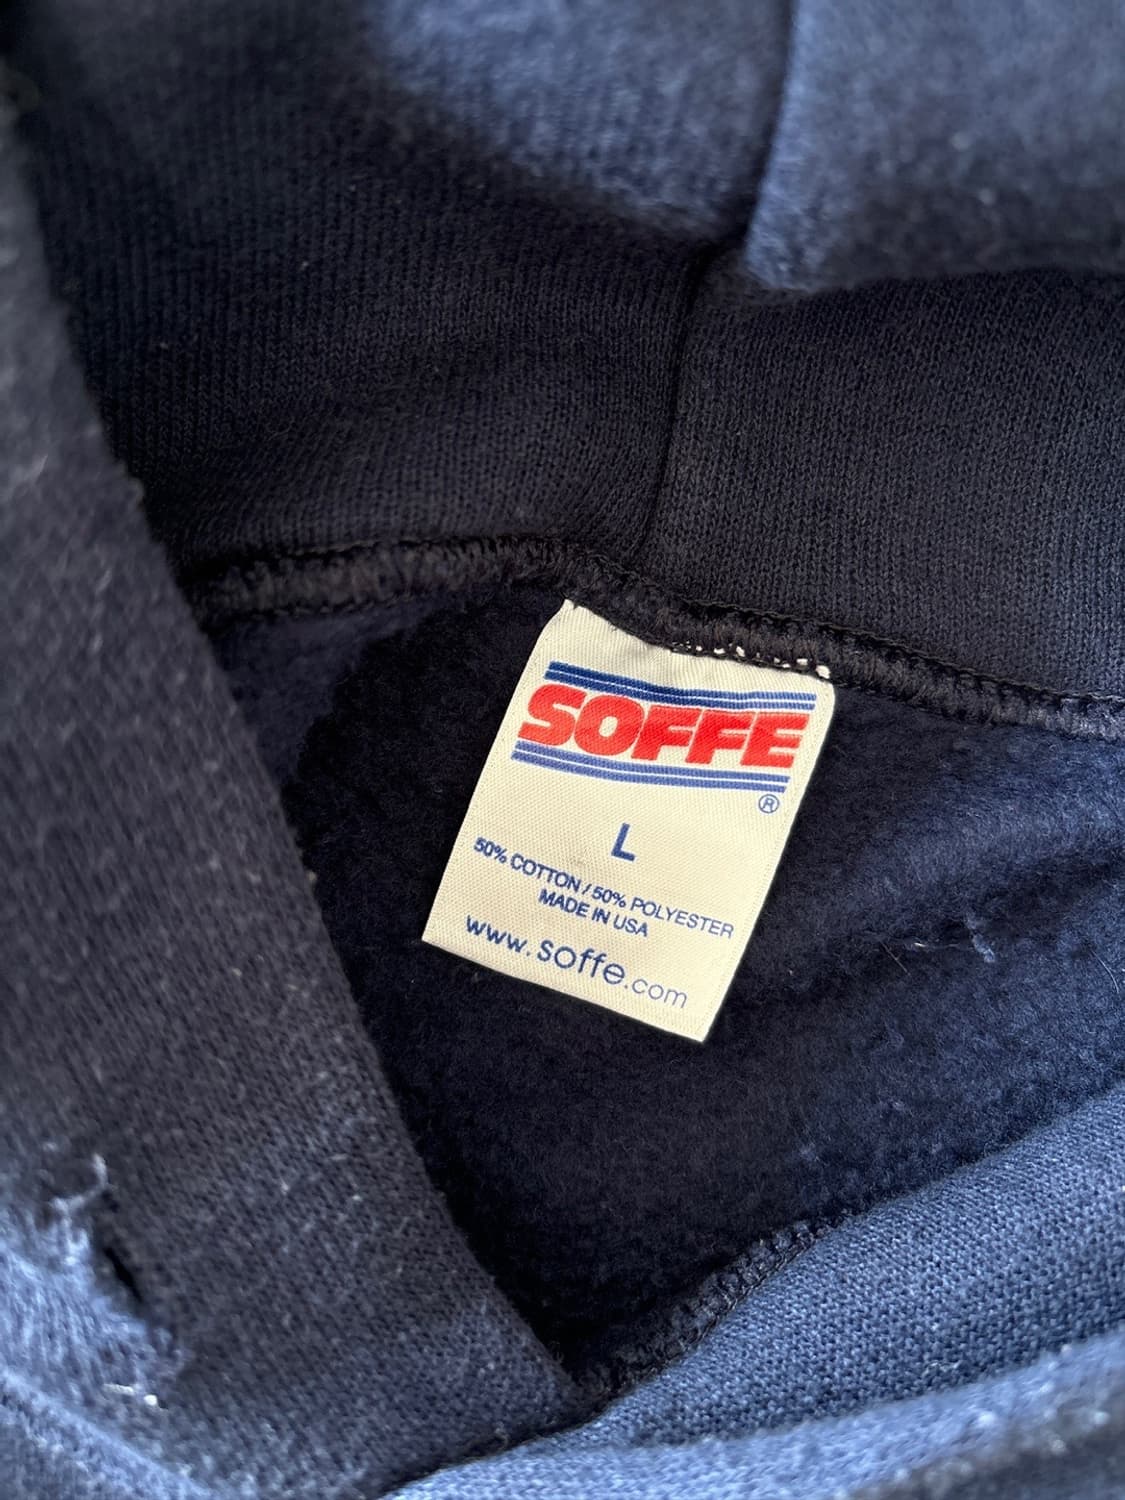 SOFFE
®
L
50% COTTON / 50% POLYESTER
MADE IN USA
www.soffe.com